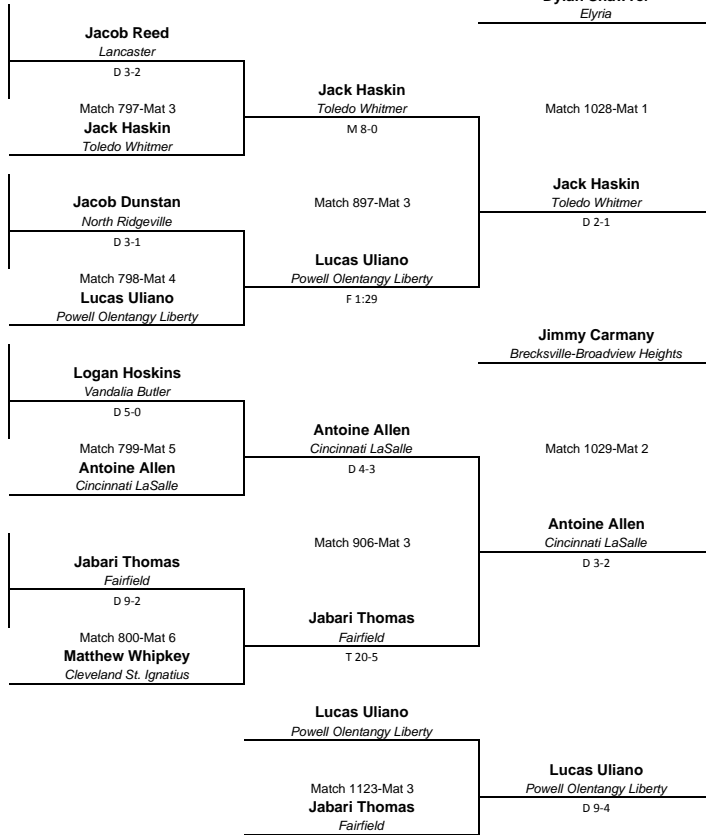 Jacob Reed
Lancaster
D 3-2
Match 797-Mat 3
Jack Haskin
Toledo Whitmer
Jacob Dunstan
North Ridgeville
D 3-1
Match 798-Mat 4
Lucas Uliano
Powell Olentangy Liberty
Logan Hoskins
Vandalia Butler
D 5-0
Match 799-Mat 5
Antoine Allen
Cincinnati LaSalle
Jabari Thomas
Fairfield
D 9-2
Match 800-Mat 6
Matthew Whipkey
Cleveland St. Ignatius
Jack Haskin
Toledo Whitmer
M 8-0
Match 897-Mat 3
Lucas Uliano
Powell Olentangy Liberty
F 1:29
Antoine Allen
Cincinnati LaSalle
D 4-3
Match 906-Mat 3
Jabari Thomas
Fairfield
T 20-5
Lucas Uliano
Powell Olentangy Liberty
Match 1123-Mat 3
Jabari Thomas
Fairfield
Elyria
Match 1028-Mat 1
Jack Haskin
Toledo Whitmer
D 2-1
Jimmy Carmany
Brecksville-Broadview Heights
Match 1029-Mat 2
Antoine Allen
Cincinnati LaSalle
D 3-2
Lucas Uliano
Powell Olentangy Liberty
D 9-4